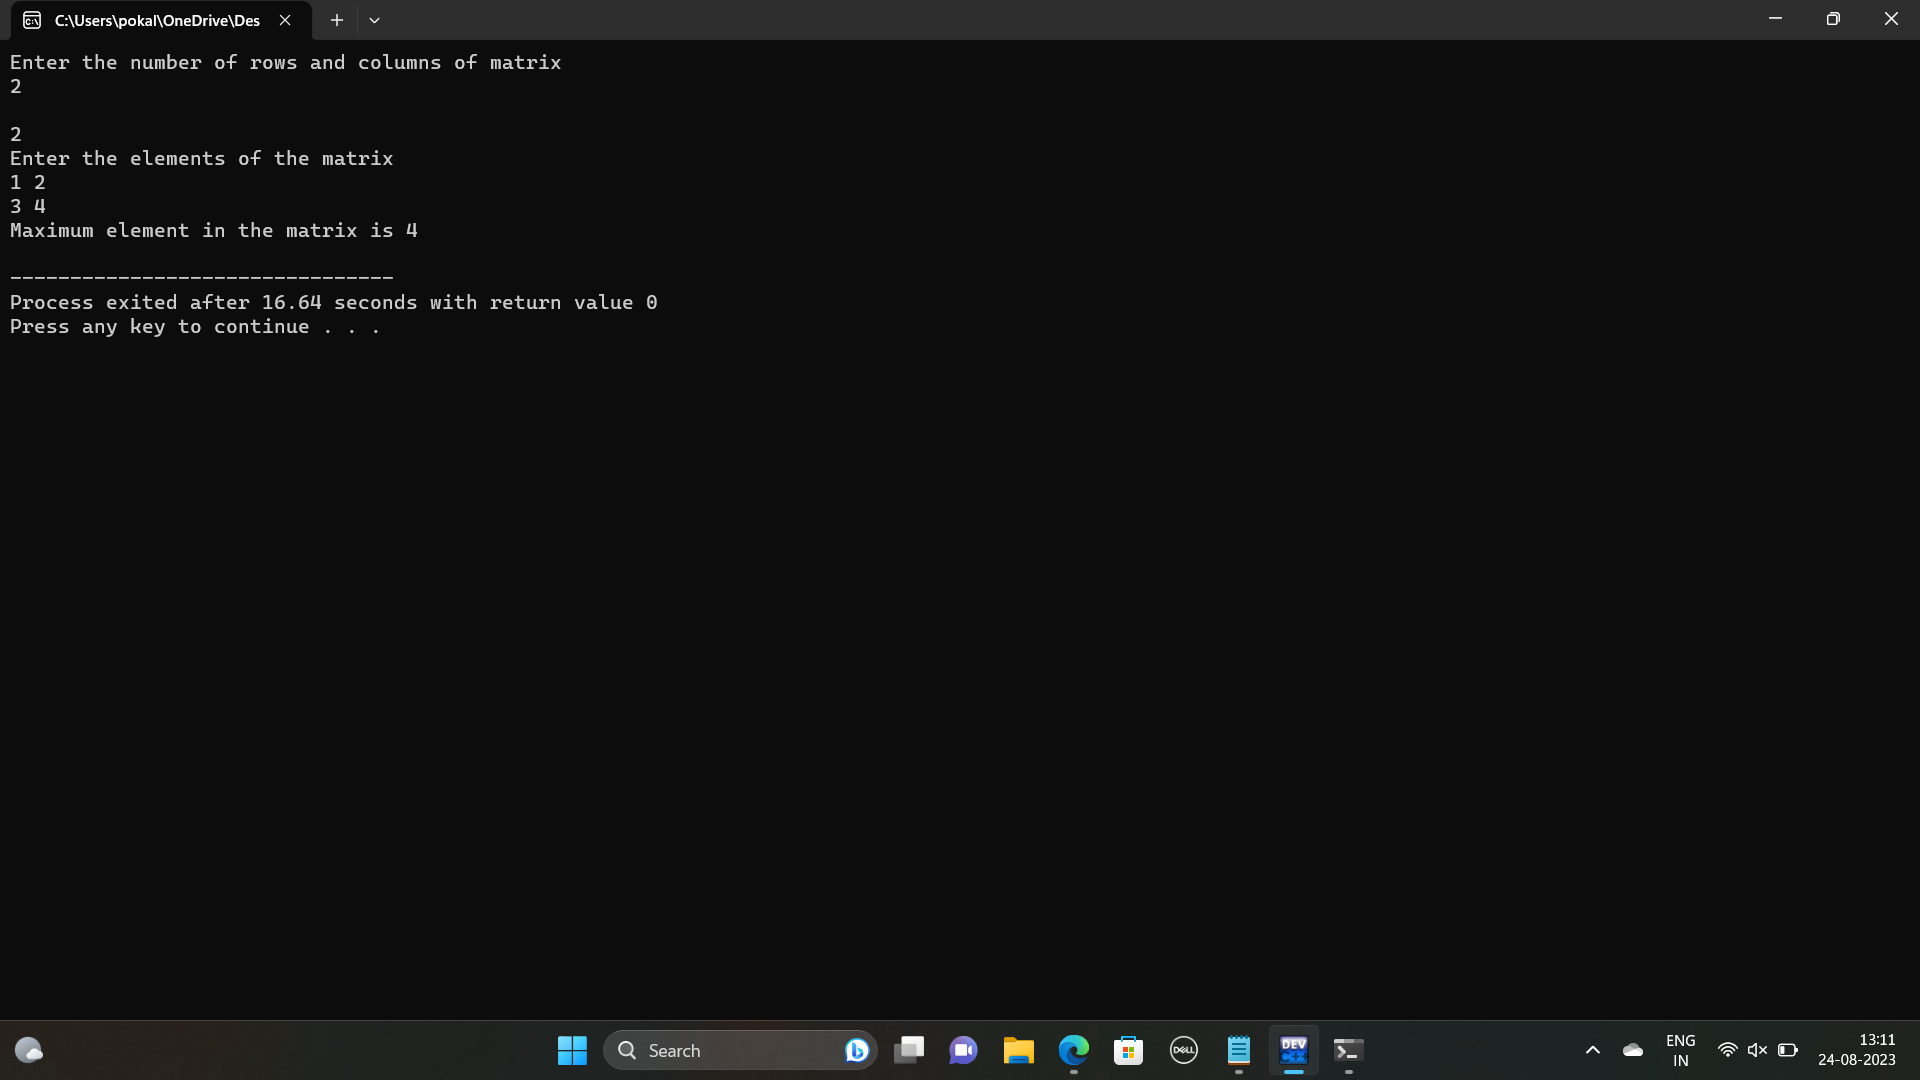 C:\Users\pokal\OneDrive\Des
Enter the number of rows and columns of matrix
2
2
Enter the elements of the matrix
1 2
3 4
Maximum element in the matrix is 4
--------------------------------
Process exited after 16.64 seconds with return value 0
Press any key to continue . . .
Search
DELL
DEV
C++
ENG
IN
13:11
24-08-2023